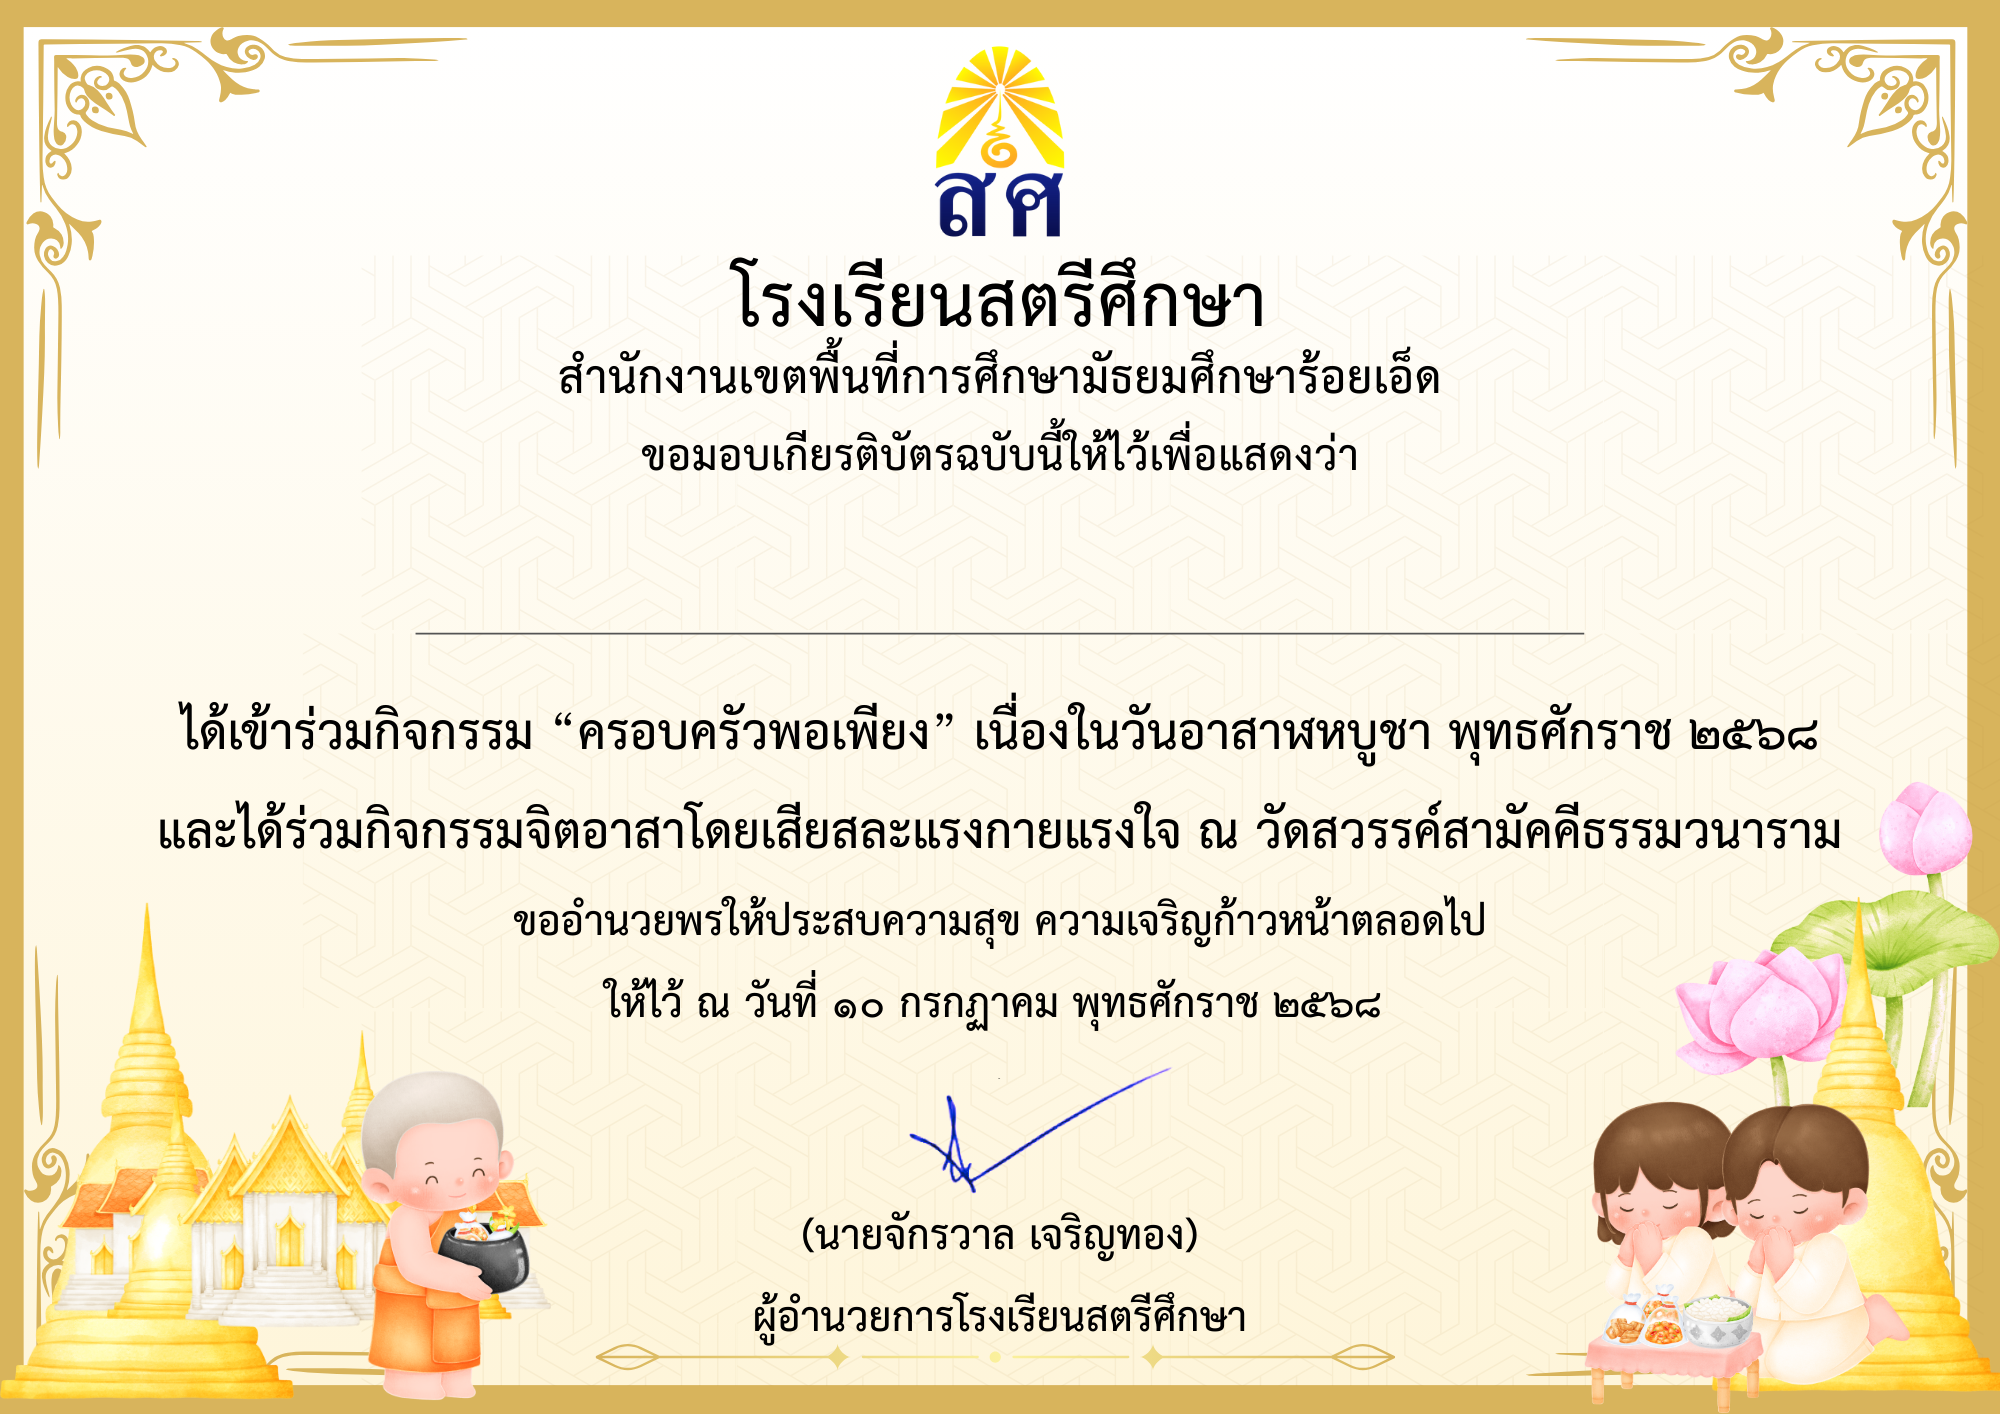 สศ
โรงเรียนสตรีศึกษา
สำนักงานเขตพื้นที่การศึกษามัธยมศึกษาร้อยเอ็ด
ขอมอบเกียรติบัตรฉบับนี้ให้ไว้เพื่อแสดงว่า
ได้เข้าร่วมกิจกรรม “ครอบครัวพอเพียง” เนื่องในวันอาสาฬหบูชา พุทธศักราช ๒๕๖๘
และได้ร่วมกิจกรรมจิตอาสาโดยเสียสละแรงกายแรงใจ ณ วัดสวรรค์สามัคคีธรรมวนาราม
ขออำนวยพรให้ประสบความสุข ความเจริญก้าวหน้าตลอดไป
ให้ไว้ ณ วันที่ ๑๐ กรกฎาคม พุทธศักราช ๒๕๖๘
(นายจักรวาล เจริญทอง)
ผู้อำนวยการโรงเรียนสตรีศึกษา